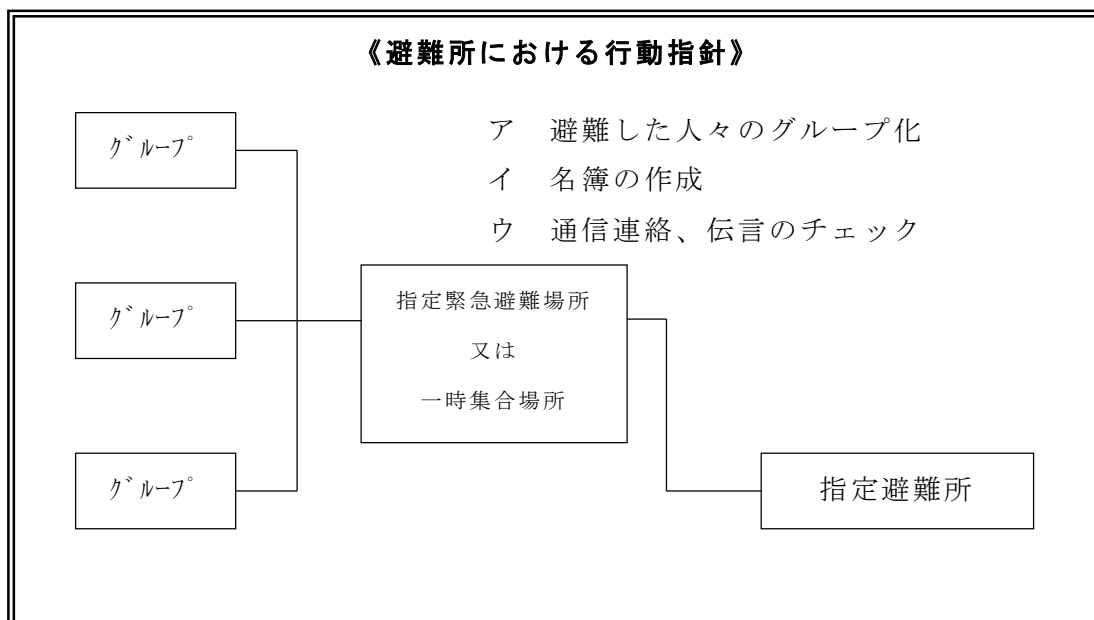 《避難所における行動指針》
ｸﾞﾙｰﾌﾟ
ア　避難した人々のグループ化
イ　名簿の作成
ウ　通信連絡、伝言のチェック
ｸﾞﾙｰﾌﾟ
指定緊急避難場所
又は
一時集合場所
ｸﾞﾙｰﾌﾟ
指定避難所